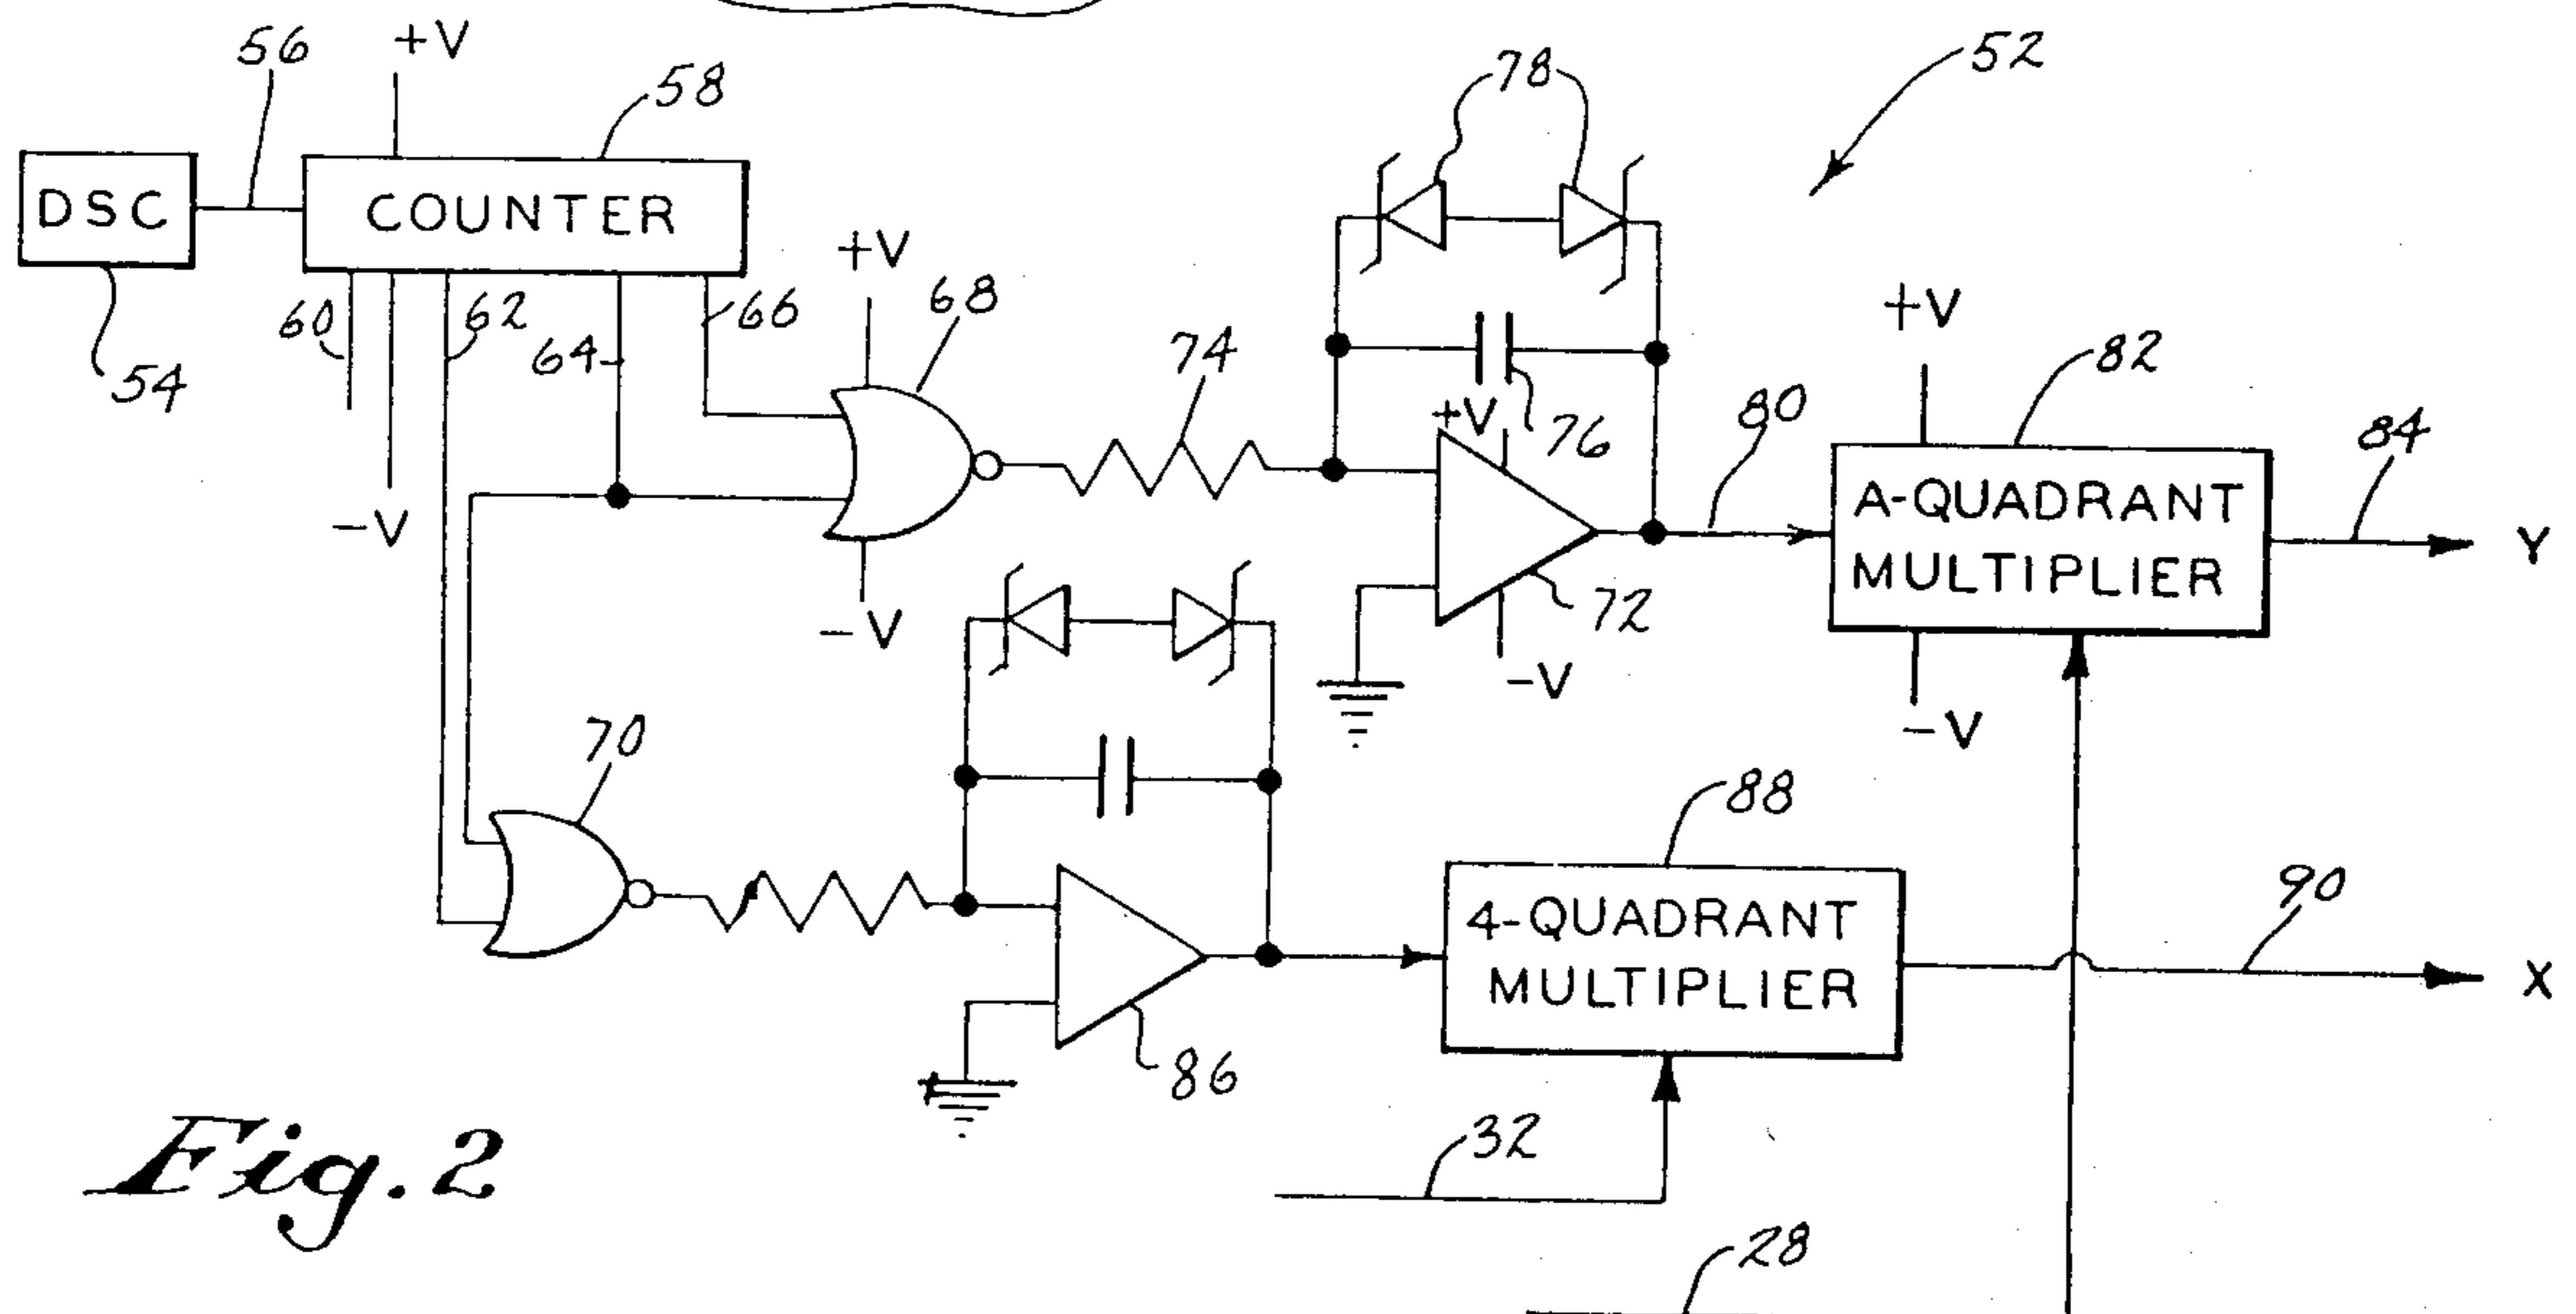 56
+V
58
78
52
DSC
COUNTER
54
60
62
64
66
-V
+V
68
-V
74
+V
76
72
-V
80
+V
82
A-QUADRANT
MULTIPLIER
84
Y
-V
70
86
88
4-QUADRANT
MULTIPLIER
90
X
32
28
Fig. 2